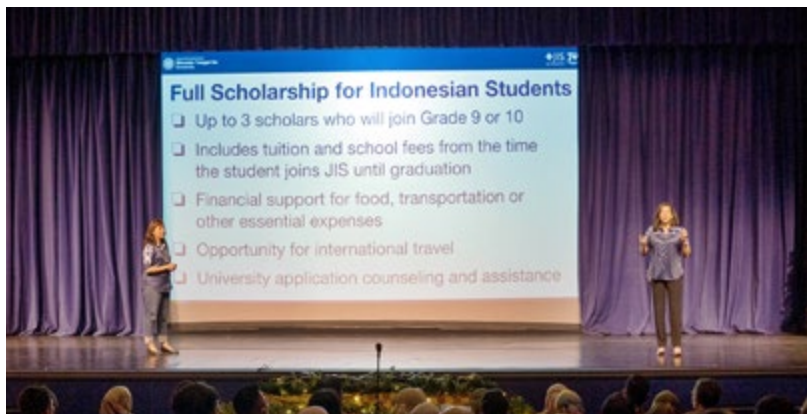 JIS
Full Scholarship for Indonesian Students
❑ Up to 3 scholars who will join Grade 9 or 10
❑ Includes tuition and school fees from the time
the student joins JIS until graduation
❑ Financial support for food, transportation or
other essential expenses
❑ Opportunity for international travel
❑ University application counseling and assistance